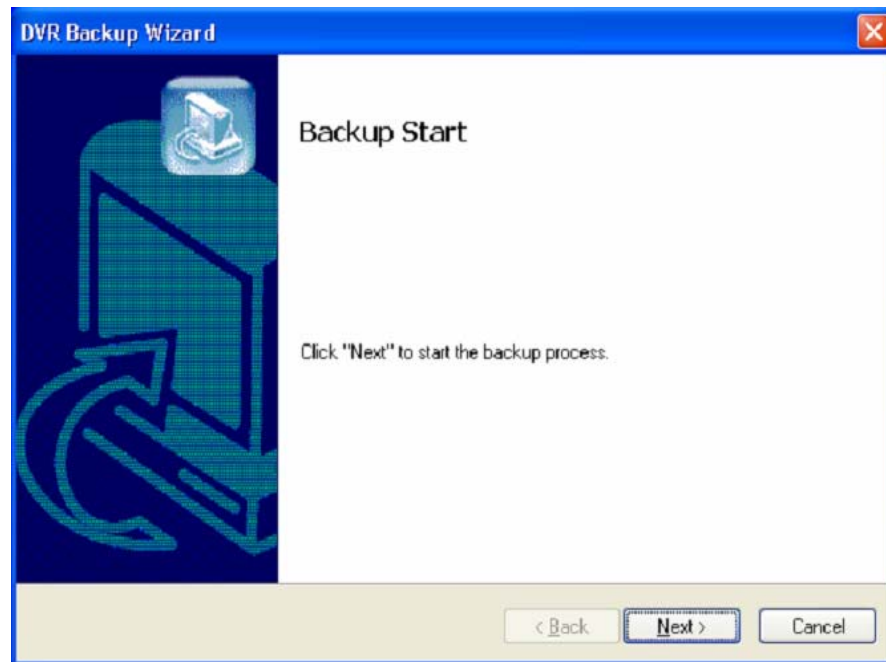 DVR Backup Wizard
Backup Start
Click "Next" to start the backup process.
< Back
Next >
Cancel